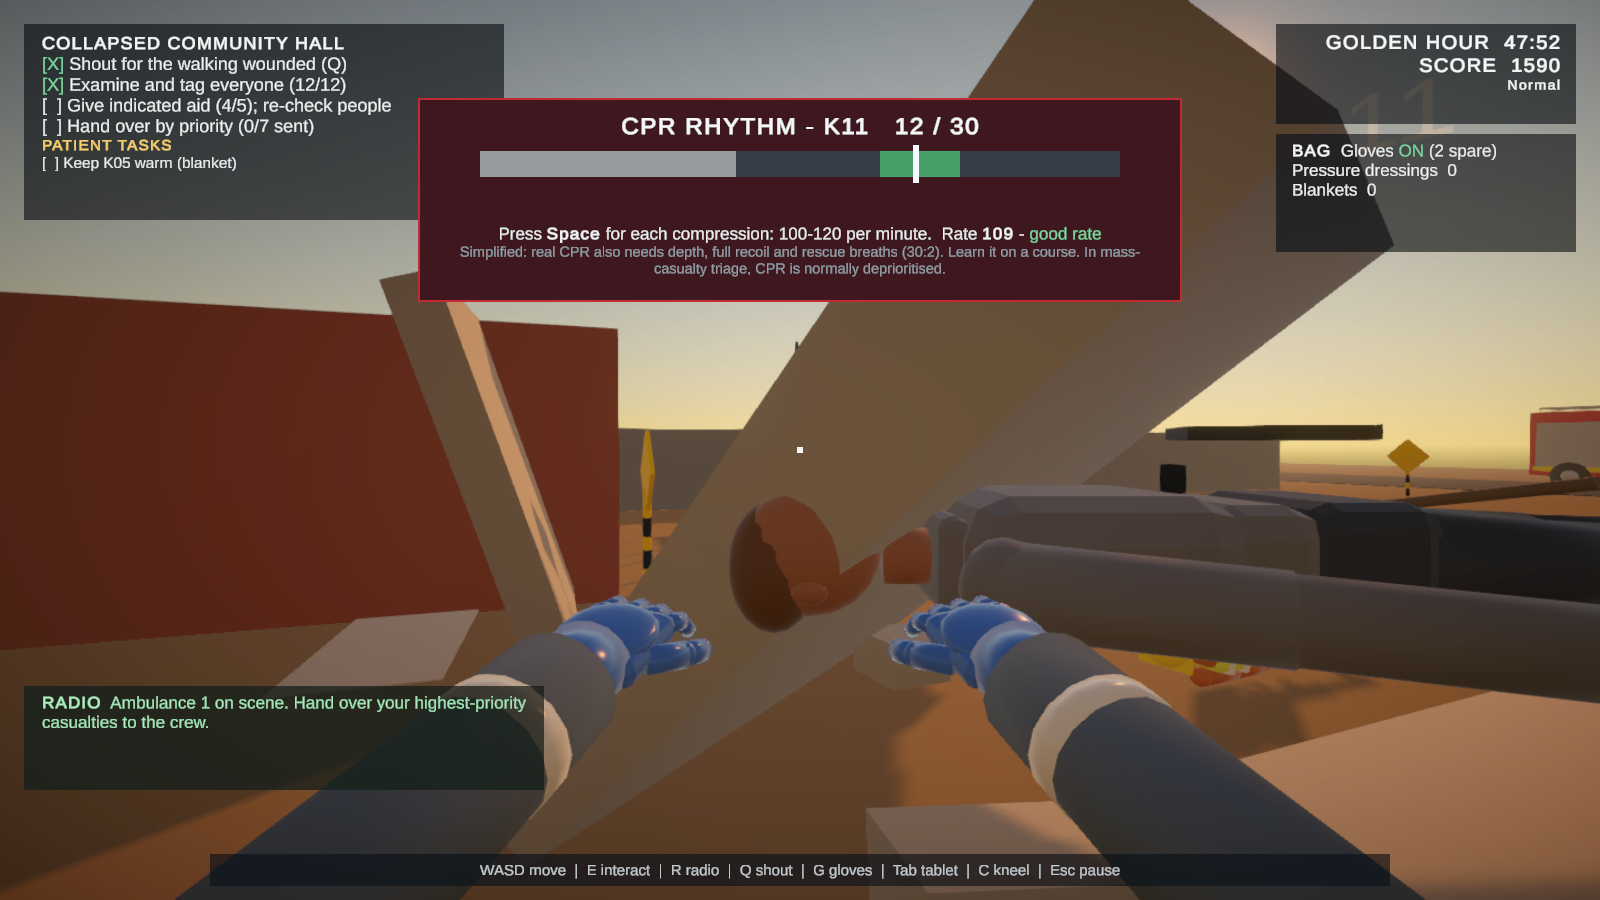 COLLAPSED COMMUNITY HALL
[X] Shout for the walking wounded (Q)
[X] Examine and tag everyone (12/12)
[ ] Give indicated aid (4/5); re-check people
[ ] Hand over by priority (0/7 sent)
PATIENT TASKS
[ ] Keep K05 warm (blanket)
CPR RHYTHM - K11 12 / 30
Press Space for each compression: 100-120 per minute. Rate 109 - good rate
Simplified: real CPR also needs depth, full recoil and rescue breaths (30:2). Learn it on a course. In mass-
casualty triage, CPR is normally deprioritised.
GOLDEN HOUR 47:52
SCORE 1590
Normal
11
BAG Gloves ON (2 spare)
Pressure dressings 0
Blankets 0
RADIO Ambulance 1 on scene. Hand over your highest-priority
casualties to the crew.
WASD move | E interact | R radio | Q shout | G gloves | Tab tablet | C kneel | Esc pause